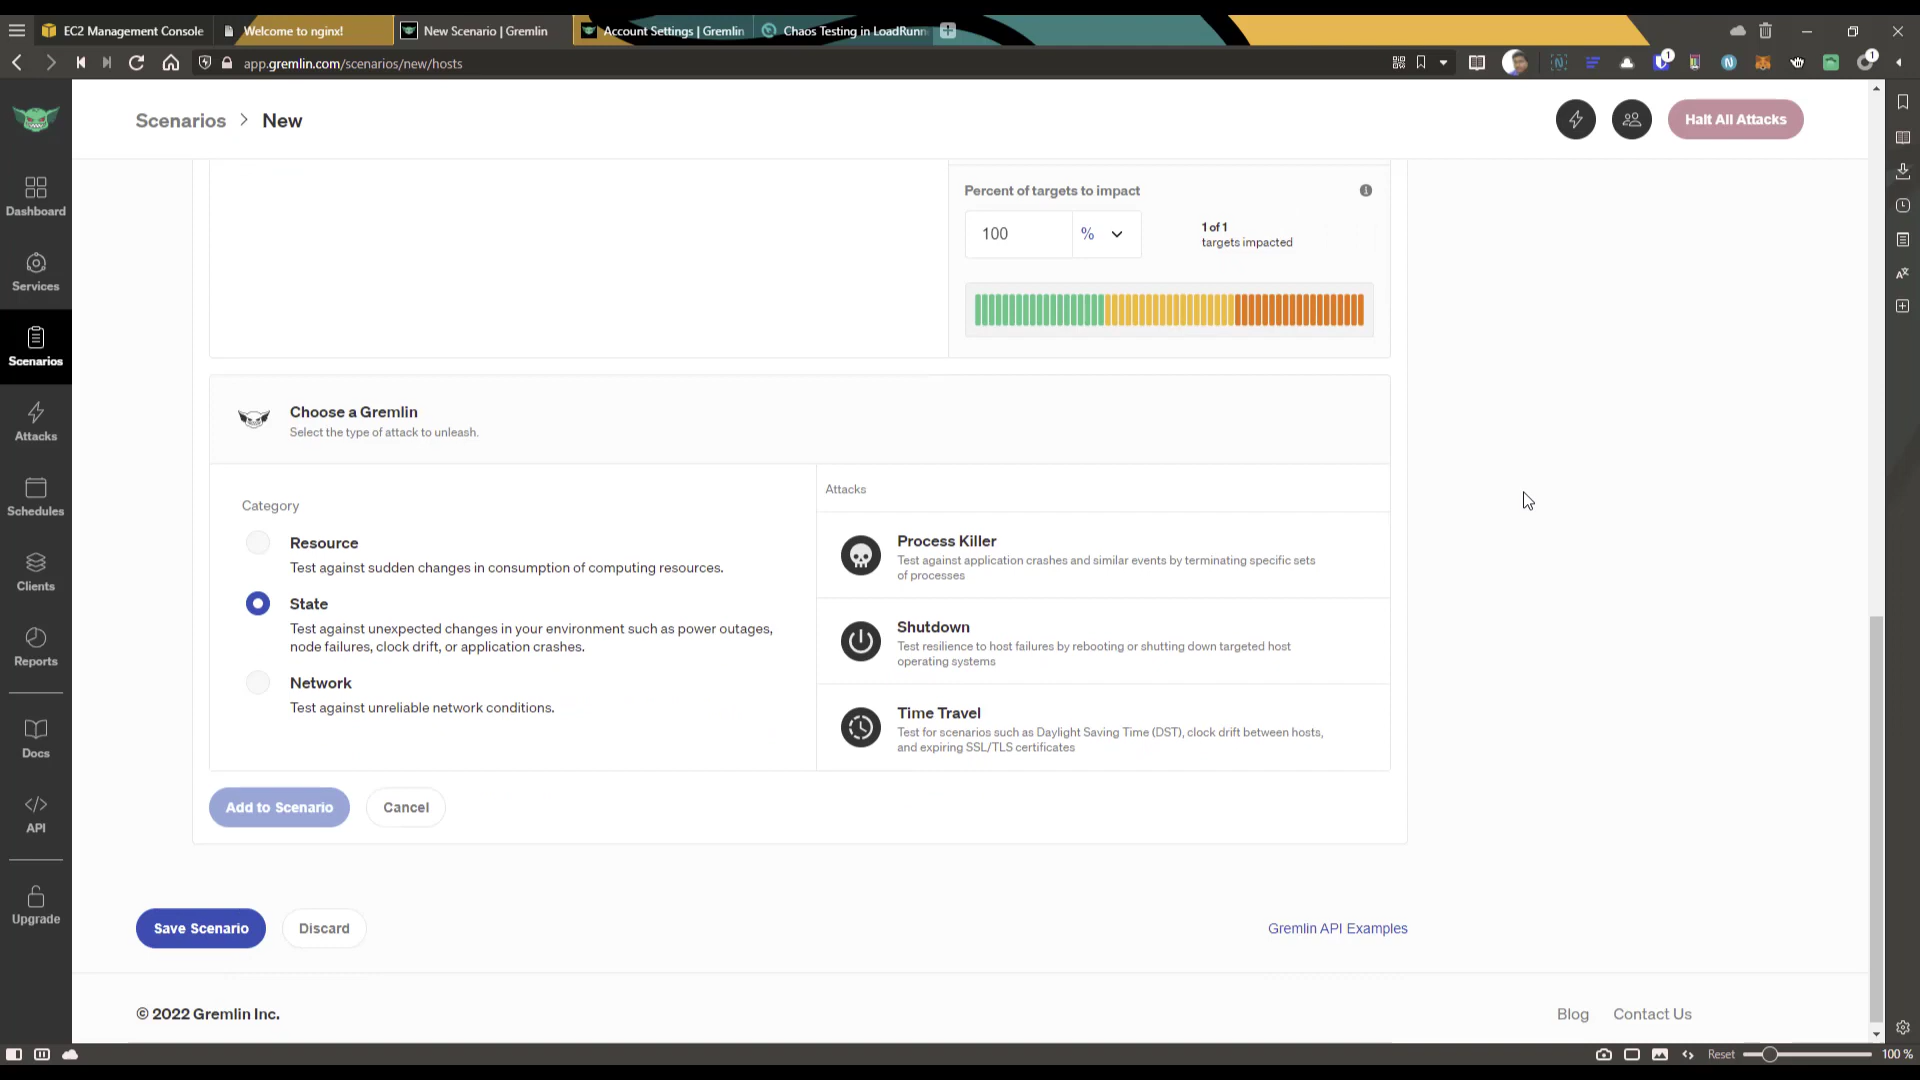 EC2 Management Console
Welcome to nginx!
New Scenario | Gremlin
Account Settings | Gremlin
Chaos Testing in LoadRunn
app.gremlin.com/scenarios/new/hosts
1
1
Scenarios > New
Halt All Attacks
Dashboard
Services
Scenarios
Attacks
Schedules
Clients
Reports
Docs
API
Upgrade
Percent of targets to impact
100
%
1 of 1
targets impacted
Choose a Gremlin
Select the type of attack to unleash.
Category
Resource
Test against sudden changes in consumption of computing resources.
State
Test against unexpected changes in your environment such as power outages,
node failures, clock drift, or application crashes.
Network
Test against unreliable network conditions.
Attacks
Process Killer
Test against application crashes and similar events by terminating specific sets
of processes
Shutdown
Test resilience to host failures by rebooting or shutting down targeted host
operating systems
Time Travel
Test for scenarios such as Daylight Saving Time (DST), clock drift between hosts,
and expiring SSL/TLS certificates
Add to Scenario
Cancel
Save Scenario
Discard
Gremlin API Examples
© 2022 Gremlin Inc.
Blog
Contact Us
Reset
100 %